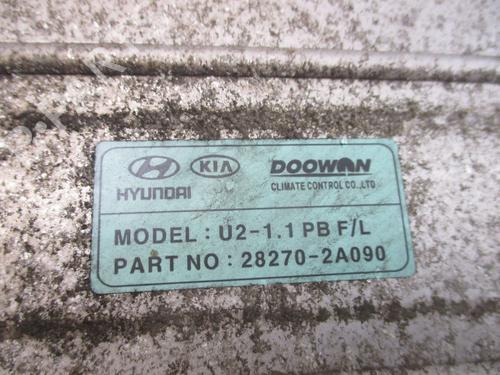 HYUNDAI KIA DOOWON
CLIMATE CONTROL CO.,LTD
MODEL : U2-1.1 PB F/L
PART NO : 28270-2A090